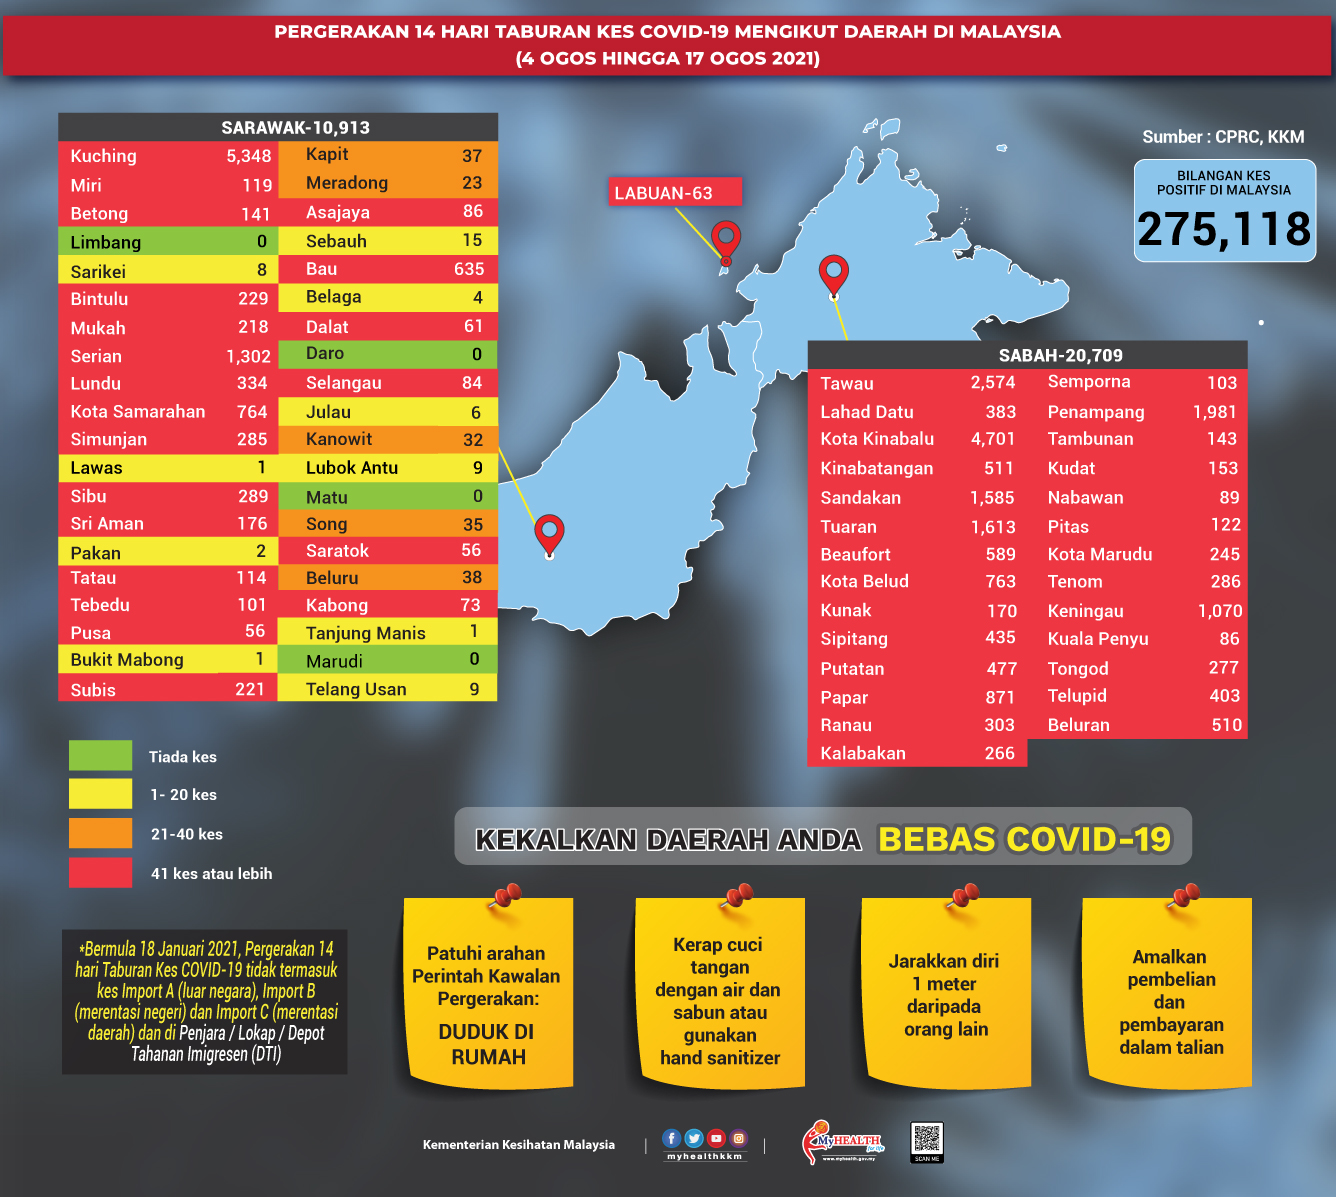 PERGERAKAN 14 HARI TABURAN KES COVID-19 MENGIKUT DAERAH DI MALAYSIA
(4 OGOS HINGGA 17 OGOS 2021)
Sumber : CPRC, KKM
BILANGAN KES
POSITIF DI MALAYSIA
275,118
LABUAN-63
SARAWAK-10,913
Kuching 5,348
Miri 119
Betong 141
Limbang 0
Sarikei 8
Bintulu 229
Mukah 218
Serian 1,302
Lundu 334
Kota Samarahan 764
Simunjan 285
Lawas 1
Sibu 289
Sri Aman 176
Pakan 2
Tatau 114
Tebedu 101
Pusa 56
Bukit Mabong 1
Subis 221
Kapit 37
Meradong 23
Asajaya 86
Sebauh 15
Bau 635
Belaga 4
Dalat 61
Daro 0
Selangau 84
Julau 6
Kanowit 32
Lubok Antu 9
Matu 0
Song 35
Saratok 56
Beluru 38
Kabong 73
Tanjung Manis 1
Marudi 0
Telang Usan 9
SABAH-20,709
Tawau 2,574
Lahad Datu 383
Kota Kinabalu 4,701
Kinabatangan 511
Sandakan 1,585
Tuaran 1,613
Beaufort 589
Kota Belud 763
Kunak 170
Sipitang 435
Putatan 477
Papar 871
Ranau 303
Kalabakan 266
Semporna 103
Penampang 1,981
Tambunan 143
Kudat 153
Nabawan 89
Pitas 122
Kota Marudu 245
Tenom 286
Keningau 1,070
Kuala Penyu 86
Tongod 277
Telupid 403
Beluran 510
Tiada kes
1- 20 kes
21-40 kes
41 kes atau lebih
*Bermula 18 Januari 2021, Pergerakan 14
hari Taburan Kes COVID-19 tidak termasuk
kes Import A (luar negara), Import B
(merentasi negeri) dan Import C (merentasi
daerah) dan di Penjara / Lokap / Depot
Tahanan Imigresen (DTI)
KEKALKAN DAERAH ANDA BEBAS COVID-19
Patuhi arahan
Perintah Kawalan
Pergerakan:
DUDUK DI
RUMAH
Kerap cuci
tangan
dengan air dan
sabun atau
gunakan
hand sanitizer
Jarakkan diri
1 meter
daripada
orang lain
Amalkan
pembelian
dan
pembayaran
dalam talian
Kementerian Kesihatan Malaysia
myhealthkkm
MyHEALTH
for life
www.myhealth.gov.my
SCAN ME